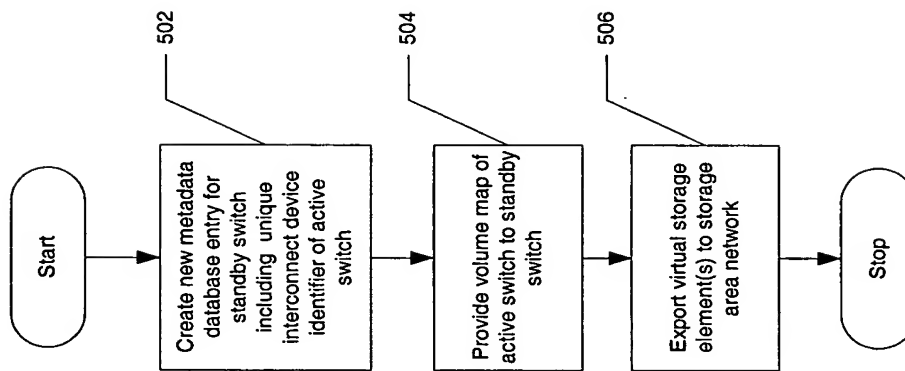 Start
Create new metadata
database entry for
standby switch
including unique
interconnect device
identifier of active
switch
502
Provide volume map of
active switch to standby
switch
504
Export virtual storage
element(s) to storage
area network
506
Stop